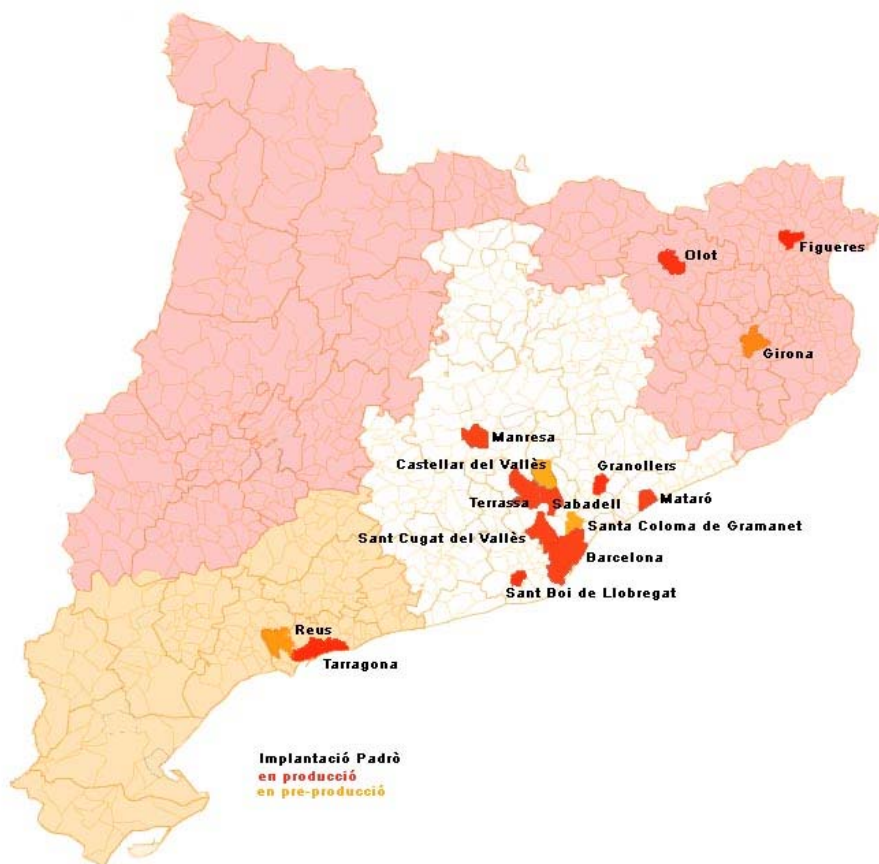 Olot
Figueres
Girona
Manresa
Castellar del Vallès
Granollers
Terrassa
Sabadell
Mataró
Santa Coloma de Gramanet
Sant Cugat del Vallès
Barcelona
Sant Boi de Llobregat
Reus
Tarragona
Implantació Padrò
en producció
en pre-producció